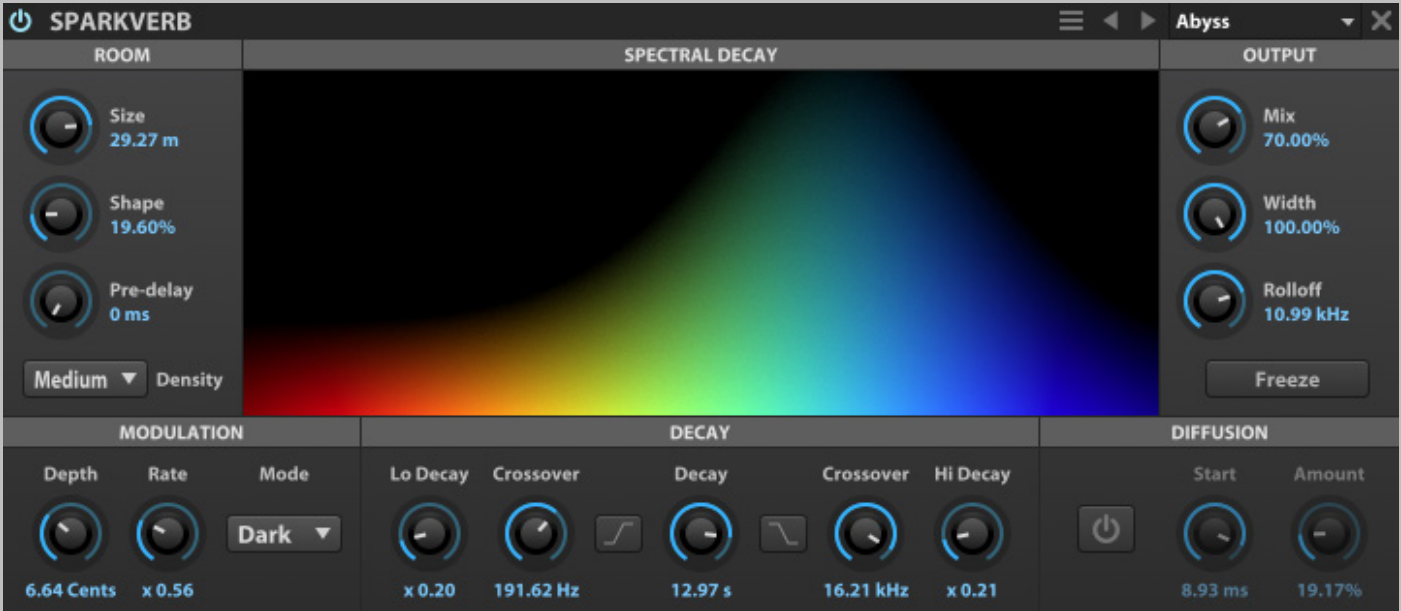 SPARKVERB
Abyss
ROOM
SPECTRAL DECAY
OUTPUT
Size
29.27 m
Shape
19.60%
Pre-delay
0 ms
Medium
Density
Mix
70.00%
Width
100.00%
Rolloff
10.99 kHz
Freeze
MODULATION
DECAY
DIFFUSION
Depth
Rate
Mode
Dark
6.64 Cents
x 0.56
Lo Decay
Crossover
Decay
Crossover
Hi Decay
x 0.20
191.62 Hz
12.97 s
16.21 kHz
x 0.21
Start
Amount
8.93 ms
19.17%